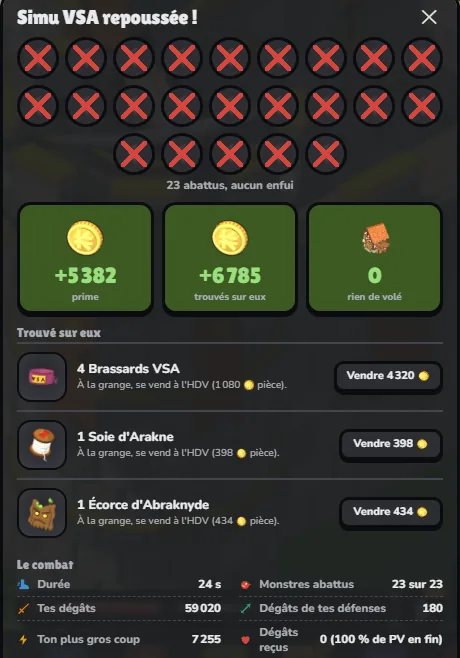 Simu VSA repoussée !
23 abattus, aucun enfui
+5 382 +6 785 0
prime trouvés sur eux rien de volé
Trouvé sur eux
4 Brassards VSA
À la grange, se vend à l'HDV (1 080 pièce).
Vendre 4 320
1 Soie d'Arakne
À la grange, se vend à l'HDV (398 pièce).
Vendre 398
1 Écorce d'Abraknyde
À la grange, se vend à l'HDV (434 pièce).
Vendre 434
Le combat
Durée 24 s Monstres abattus 23 sur 23
Tes dégâts 59 020 Dégâts de tes défenses 180
Ton plus gros coup 7 255 Dégâts reçus 0 (100 % de PV en fin)